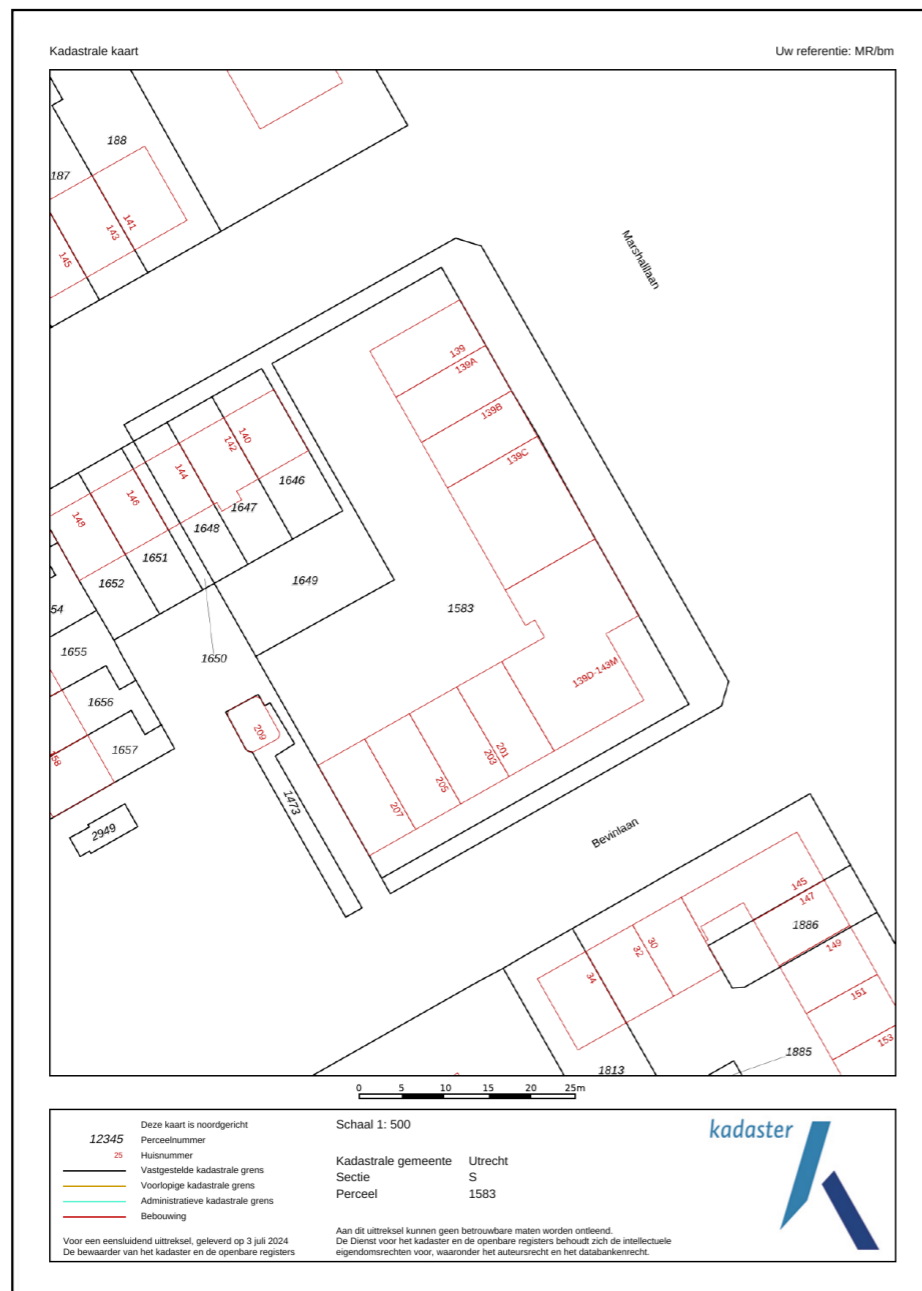 Kadastrale kaart
Uw referentie: MR/bm
188
187
141
143
145
Marshalllaan
139
139A
139B
139C
140
142
144
146
148
1646
1647
1648
1651
1652
1649
1583
54
1655
1650
1656
1657
158
209
139D-143M
201
203
205
207
1473
2949
Bevinlaan
145
147
1886
149
30
32
34
151
153
1885
1813
0 5 10 15 20 25m
Deze kaart is noordgericht
12345 Perceelnummer
25 Huisnummer
Vastgestelde kadastrale grens
Voorlopige kadastrale grens
Administratieve kadastrale grens
Bebouwing
Voor een eensluidend uittreksel, geleverd op 3 juli 2024
De bewaarder van het kadaster en de openbare registers
Schaal 1: 500
Kadastrale gemeente Utrecht
Sectie S
Perceel 1583
Aan dit uittreksel kunnen geen betrouwbare maten worden ontleend.
De Dienst voor het kadaster en de openbare registers behoudt zich de intellectuele
eigendomsrechten voor, waaronder het auteursrecht en het databankenrecht.
kadaster